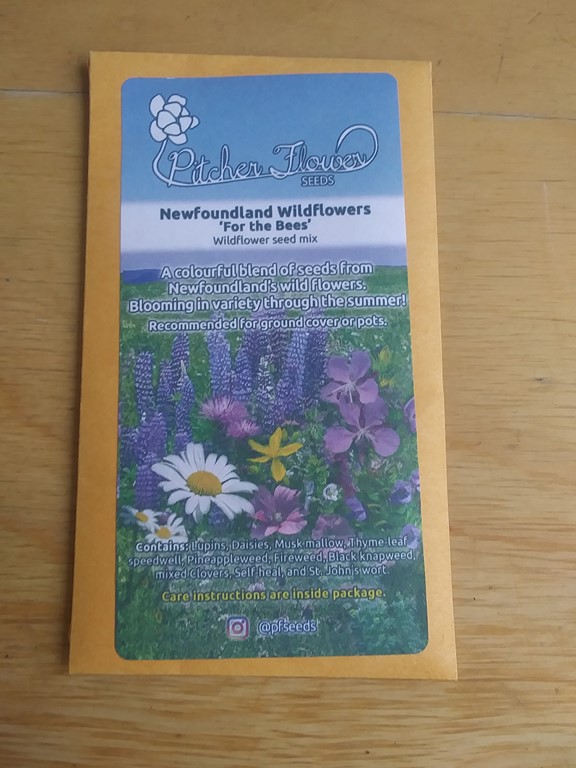 Pitcher Flower
SEEDS
Newfoundland Wildflowers
'For the Bees'
Wildflower seed mix
A colourful blend of seeds from
Newfoundland's wild flowers.
Blooming in variety through the summer!
Recommended for ground cover or pots.
Contains: Lupins, Daisies, Musk-mallow, Thyme-leaf
speedwell, Pineappleweed, Fireweed, Black knapweed,
mixed Clovers, Self-heal, and St. John's wort.
Care instructions are inside package.
@pfseeds